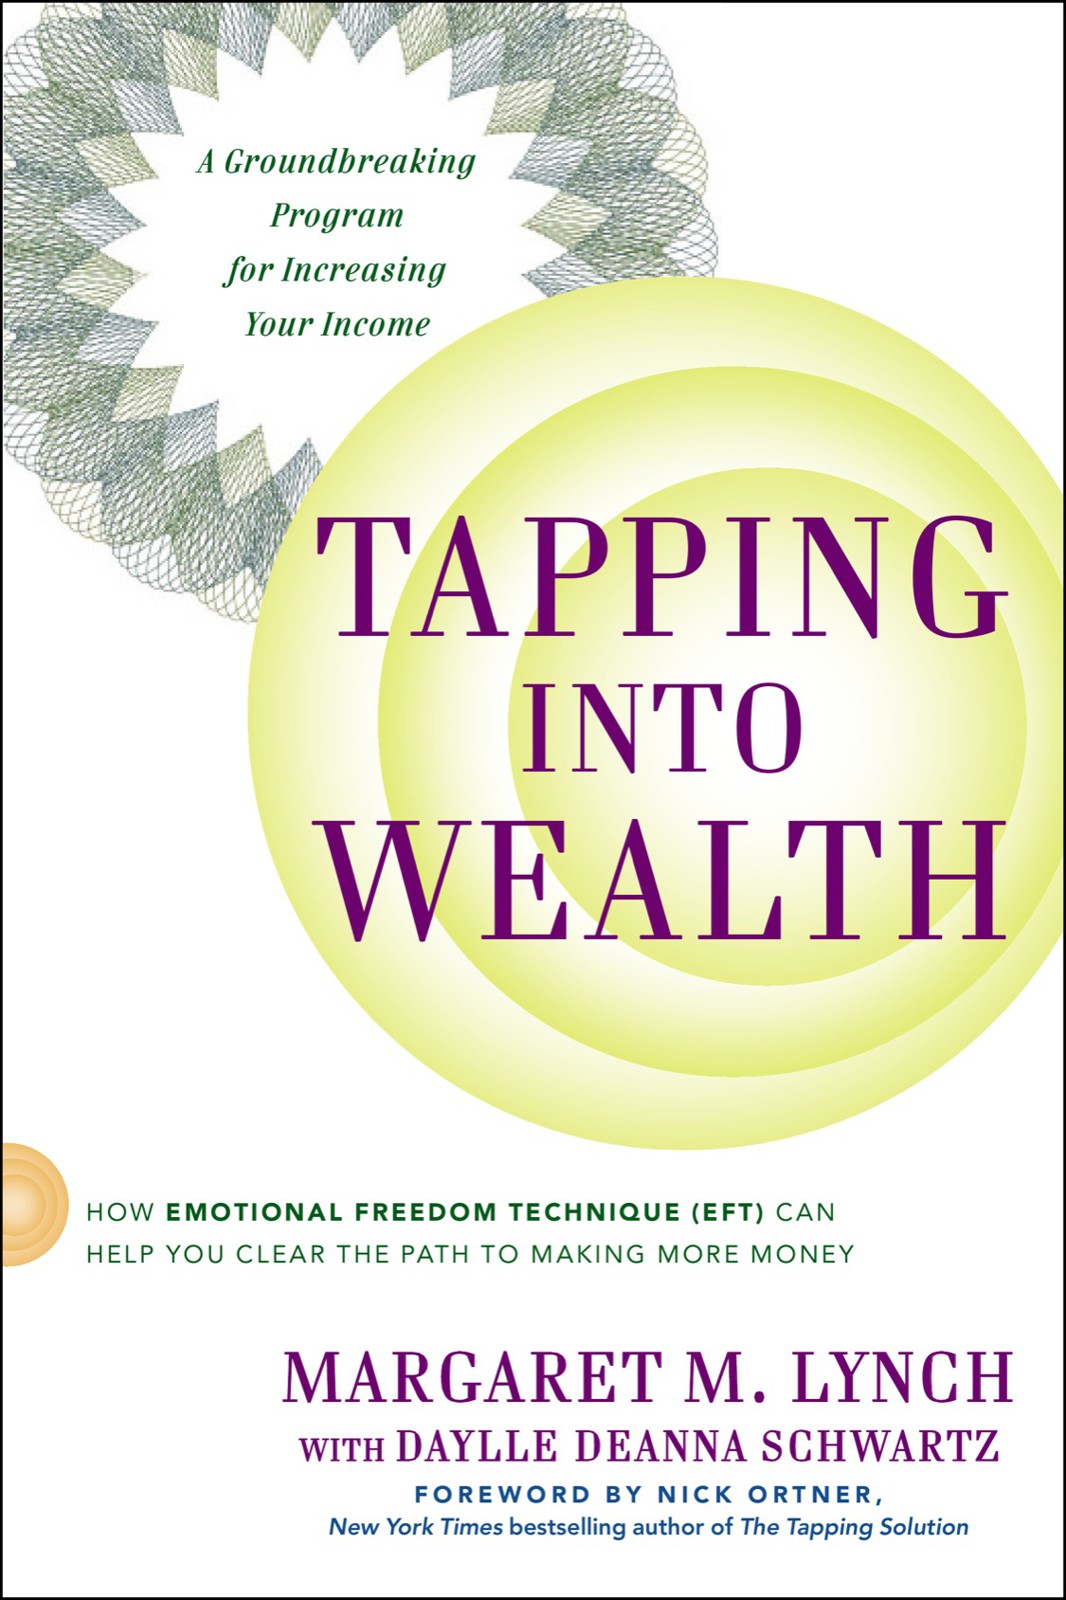 A Groundbreaking
Program
for Increasing
Your Income
TAPPING
INTO
WEALTH
HOW EMOTIONAL FREEDOM TECHNIQUE (EFT) CAN
HELP YOU CLEAR THE PATH TO MAKING MORE MONEY
MARGARET M. LYNCH
WITH DAYLLE DEANNA SCHWARTZ
FOREWORD BY NICK ORTNER,
New York Times bestselling author of The Tapping Solution